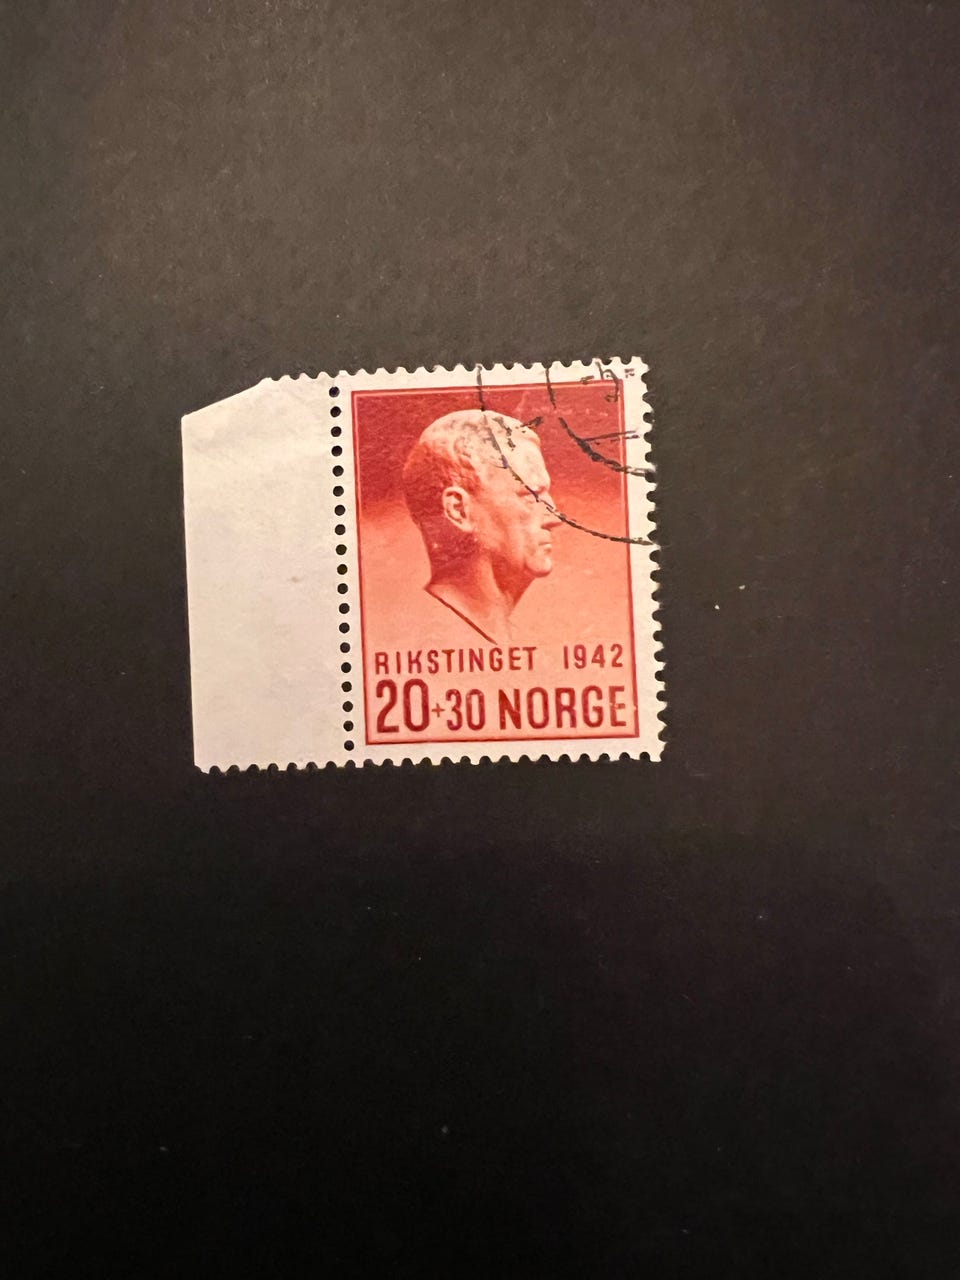 RIKSTINGET 1942
20+30 NORGE